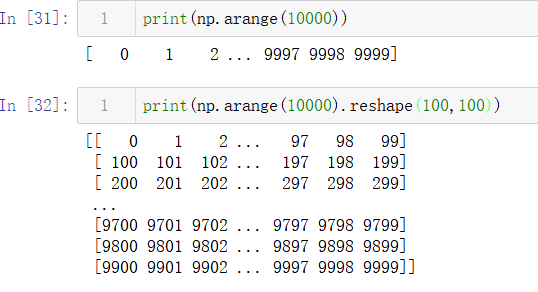 In [31]: 1 print(np.arange(10000))
[   0    1    2 ... 9997 9998 9999]
In [32]: 1 print(np.arange(10000).reshape(100,100))
[[   0    1    2 ...   97   98   99]
 [ 100  101  102 ...  197  198  199]
 [ 200  201  202 ...  297  298  299]
 ...
 [9700 9701 9702 ... 9797 9798 9799]
 [9800 9801 9802 ... 9897 9898 9899]
 [9900 9901 9902 ... 9997 9998 9999]]